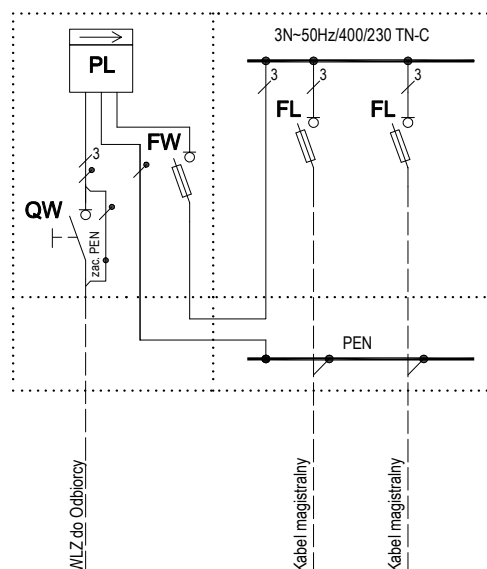 3N~50Hz/400/230 TN-C
PL
3
3
3
FW
FL
FL
3
QW
zac. PEN
PEN
WLZ do Odbiorcy
Kabel magistralny
Kabel magistralny